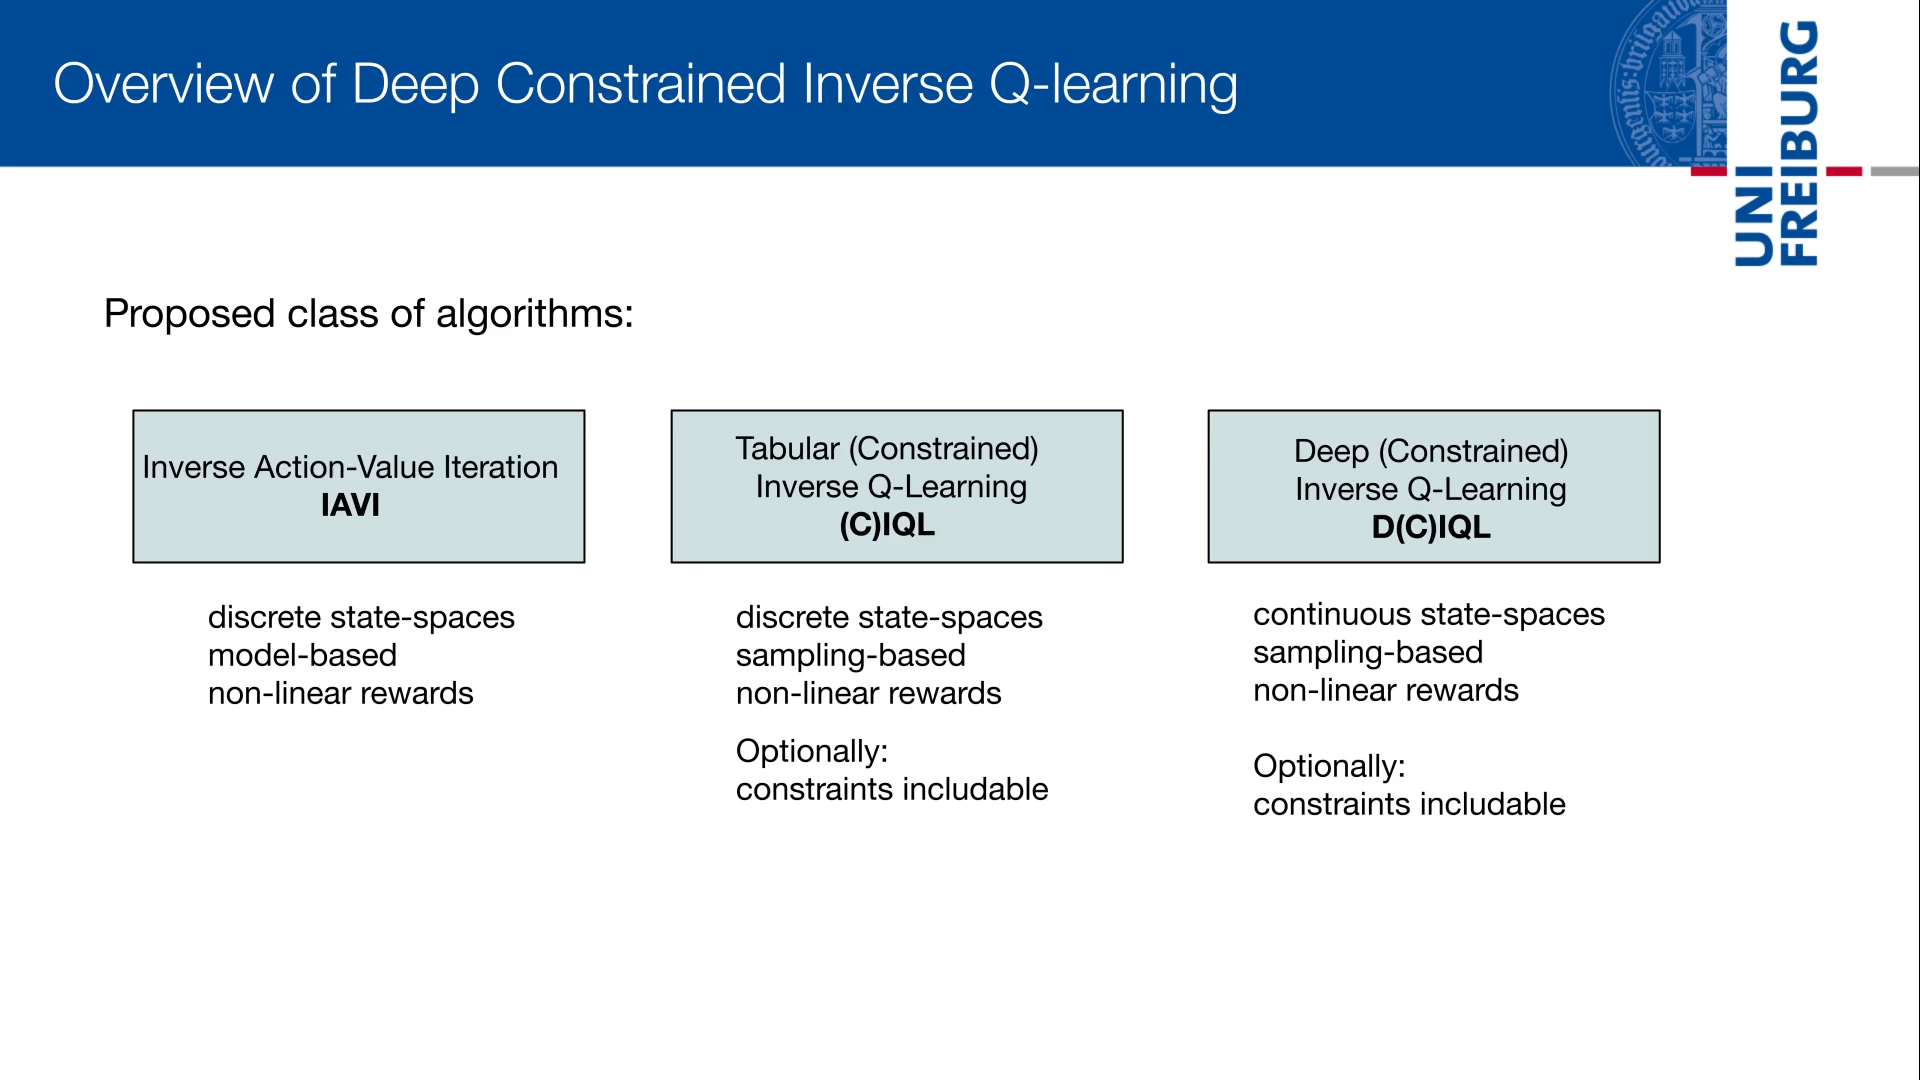 Overview of Deep Constrained Inverse Q-learning
UNI
FREIBURG
Proposed class of algorithms:
Inverse Action-Value Iteration
IAVI
discrete state-spaces
model-based
non-linear rewards
Tabular (Constrained)
Inverse Q-Learning
(C)IQL
discrete state-spaces
sampling-based
non-linear rewards
Optionally:
constraints includable
Deep (Constrained)
Inverse Q-Learning
D(C)IQL
continuous state-spaces
sampling-based
non-linear rewards
Optionally:
constraints includable